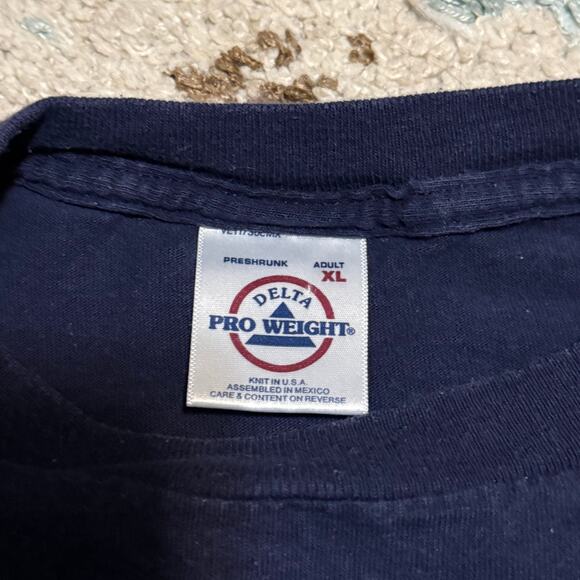 PRESHRUNK ADULT
XL
DELTA
PRO WEIGHT®
KNIT IN U.S.A.
ASSEMBLED IN MEXICO
CARE & CONTENT ON REVERSE